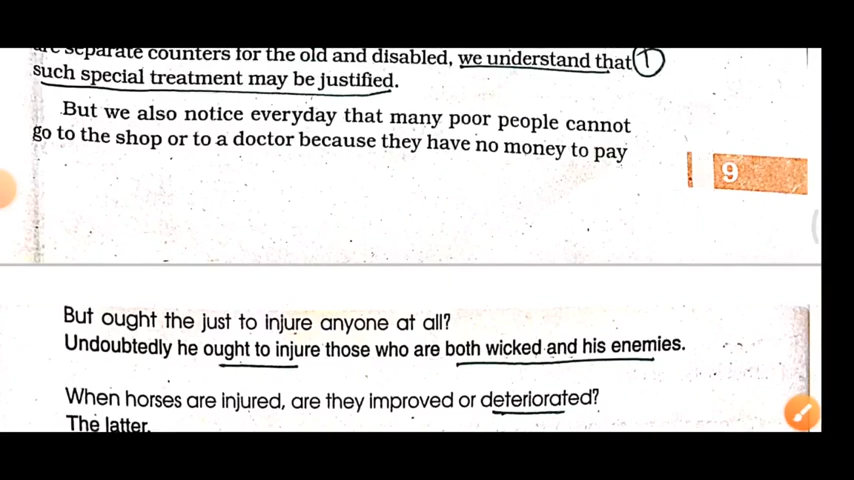 are separate counters for the old and disabled, we understand that 1
such special treatment may be justified.
But we also notice everyday that many poor people cannot
go to the shop or to a doctor because they have no money to pay
9
But ought the just to injure anyone at all?
Undoubtedly he ought to injure those who are both wicked and his enemies.
When horses are injured, are they improved or deteriorated?
The latter.